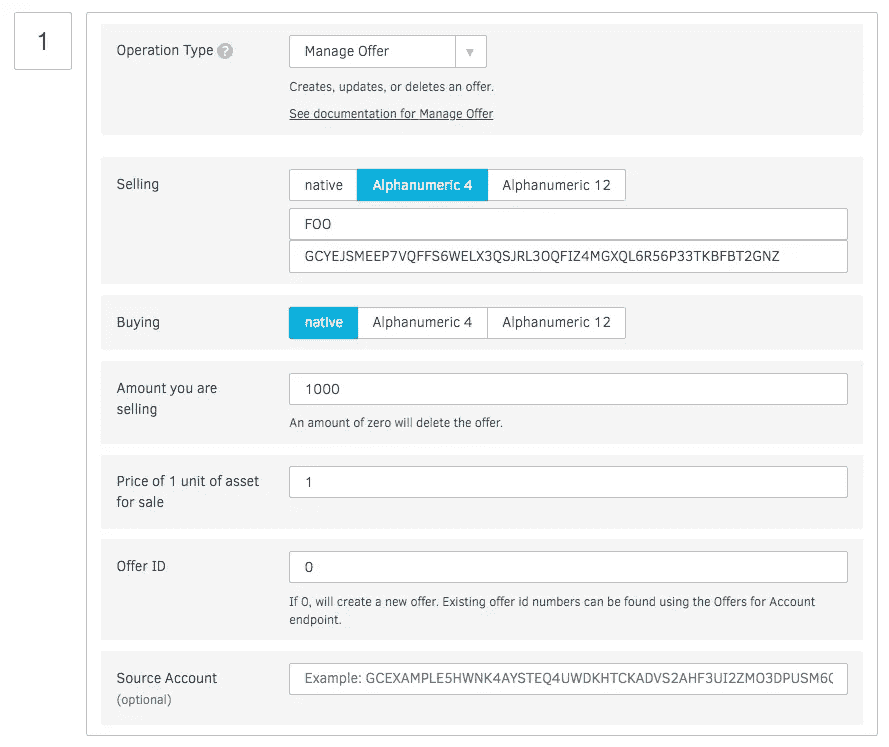 1
Operation Type ?
Manage Offer
Creates, updates, or deletes an offer.
See documentation for Manage Offer
Selling
native Alphanumeric 4 Alphanumeric 12
FOO
GCYEJSMEEP7VQFFS6WELX3QSJRL3OQFIZ4MGXQL6R56P33TKBFBT2GNZ
Buying
native Alphanumeric 4 Alphanumeric 12
Amount you are
selling
1000
An amount of zero will delete the offer.
Price of 1 unit of asset
for sale
1
Offer ID
0
If 0, will create a new offer. Existing offer id numbers can be found using the Offers for Account
endpoint.
Source Account
(optional)
Example: GCEXAMPLE5HWNK4AYSTEQ4UWDKHTCKADVS2AHF3UI2ZMO3DPUSM6Q